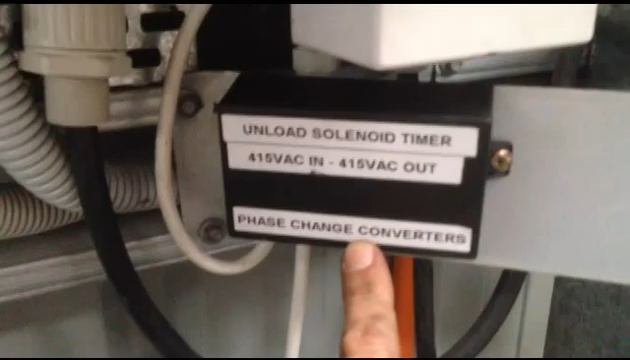 UNLOAD SOLENOID TIMER
415VAC IN - 415VAC OUT
PHASE CHANGE CONVERTERS